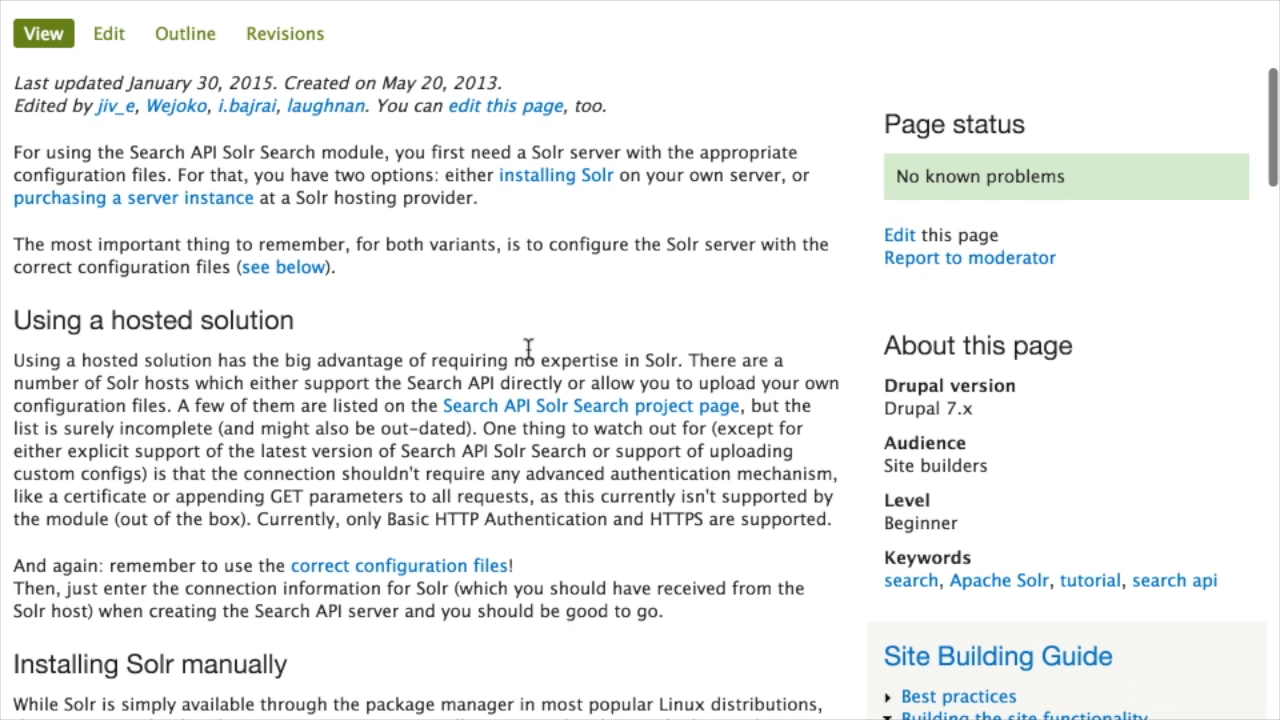 View Edit Outline Revisions
Last updated January 30, 2015. Created on May 20, 2013.
Edited by jiv_e, Wejoko, i.bajrai, laughnan. You can edit this page, too.
For using the Search API Solr Search module, you first need a Solr server with the appropriate
configuration files. For that, you have two options: either installing Solr on your own server, or
purchasing a server instance at a Solr hosting provider.
The most important thing to remember, for both variants, is to configure the Solr server with the
correct configuration files (see below).
Using a hosted solution
Using a hosted solution has the big advantage of requiring no expertise in Solr. There are a
number of Solr hosts which either support the Search API directly or allow you to upload your own
configuration files. A few of them are listed on the Search API Solr Search project page, but the
list is surely incomplete (and might also be out-dated). One thing to watch out for (except for
either explicit support of the latest version of Search API Solr Search or support of uploading
custom configs) is that the connection shouldn't require any advanced authentication mechanism,
like a certificate or appending GET parameters to all requests, as this currently isn't supported by
the module (out of the box). Currently, only Basic HTTP Authentication and HTTPS are supported.
And again: remember to use the correct configuration files!
Then, just enter the connection information for Solr (which you should have received from the
Solr host) when creating the Search API server and you should be good to go.
Installing Solr manually
While Solr is simply available through the package manager in most popular Linux distributions,
Page status
No known problems
Edit this page
Report to moderator
About this page
Drupal version
Drupal 7.x
Audience
Site builders
Level
Beginner
Keywords
search, Apache Solr, tutorial, search api
Site Building Guide
Best practices
Building the site functionality